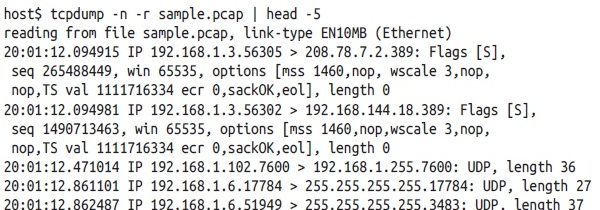 host$ tcpdump -n -r sample.pcap | head -5
reading from file sample.pcap, link-type EN10MB (Ethernet)
20:01:12.094915 IP 192.168.1.3.56305 > 208.78.7.2.389: Flags [S],
seq 265488449, win 65535, options [mss 1460,nop, wscale 3,nop,
nop,TS val 1111716334 ecr 0,sackOK,eol], length 0
20:01:12.094981 IP 192.168.1.3.56302 > 192.168.144.18.389: Flags [S],
seq 1490713463, win 65535, options [mss 1460,nop,wscale 3,nop,
nop,TS val 1111716334 ecr 0,sackOK,eol], length 0
20:01:12.471014 IP 192.168.1.102.7600 > 192.168.1.255.7600: UDP, length 36
20:01:12.861101 IP 192.168.1.6.17784 > 255.255.255.255.17784: UDP, length 27
20:01:12.862487 IP 192.168.1.6.51949 > 255.255.255.255.3483: UDP, length 37